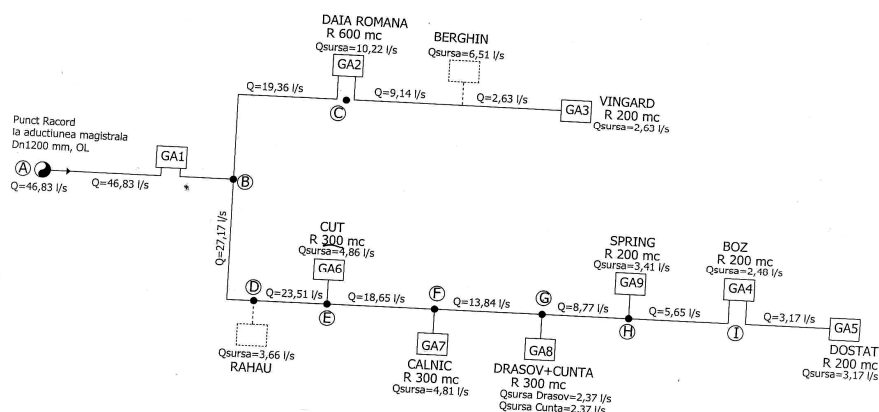 DAIA ROMANA
R 600 mc
Qsursa=10,22 l/s
GA2
BERGHIN
Qsursa=6,51 l/s
Q=19,36 l/s
Q=9,14 l/s
Q=2,63 l/s
C
GA3
VINGARD
R 200 mc
Qsursa=2,63 l/s
Punct Racord
la aductiunea magistrala
Dn1200 mm, OL
A
Q=46,83 l/s
Q=46,83 l/s
GA1
B
Q=27,17 l/s
CUT
R 300 mc
Qsursa=4,86 l/s
GA6
D
Q=23,51 l/s
E
Q=18,65 l/s
F
Q=13,84 l/s
G
Q=8,77 l/s
SPRING
R 200 mc
Qsursa=3,41 l/s
GA9
H
Q=5,65 l/s
BOZ
R 200 mc
Qsursa=2,48 l/s
GA4
I
Q=3,17 l/s
GA5
DOSTAT
R 200 mc
Qsursa=3,17 l/s
Qsursa=3,66 l/s
RAHAU
GA7
CALNIC
R 300 mc
Qsursa=4,81 l/s
GA8
DRASOV+CUNTA
R 300 mc
Qsursa Drasov=2,37 l/s
Qsursa Cunta=2,37 l/s